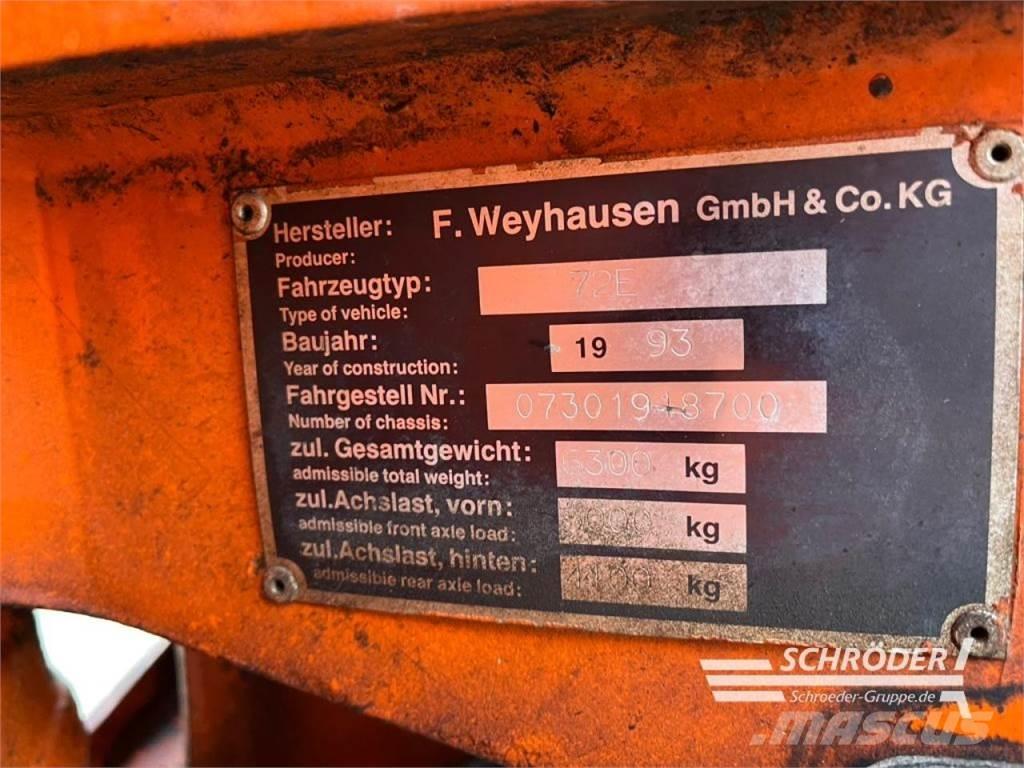 Hersteller: F. Weyhausen GmbH & Co. KG
Producer:
Fahrzeugtyp: 72E
Type of vehicle:
Baujahr: 19 93
Year of construction:
Fahrgestell Nr.:
Number of chassis:
zul. Gesamtgewicht: 6300 kg
admissible total weight:
zul. Achslast, vorn: kg
admissible front axle load:
zul. Achslast, hinten: kg
admissible rear axle load:
SCHRÖDER
Schroeder-Gruppe.de
mascus